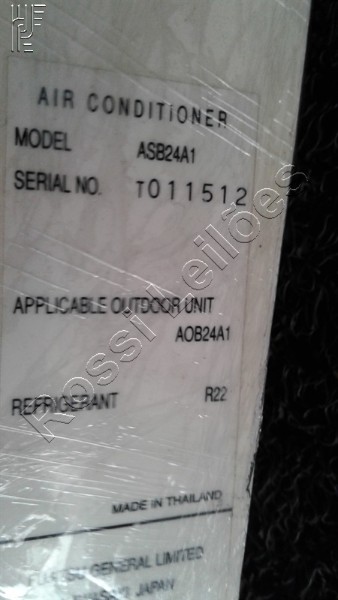 AIR CONDITIONER
MODEL ASB24A1
SERIAL NO. T011512
APPLICABLE OUTDOOR UNIT
AOB24A1
REFRIGERANT R22
MADE IN THAILAND
FUJITSU GENERAL LIMITED
JAPAN
Rossi Leilões